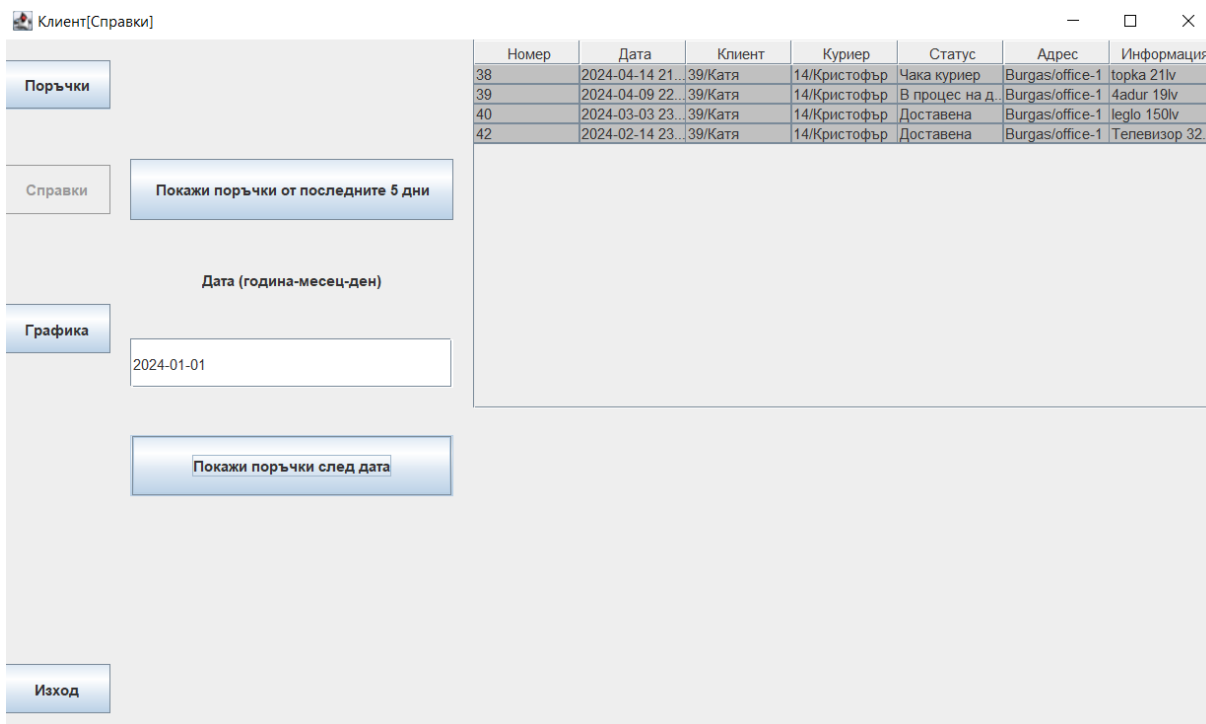 Клиент[Справки]
Номер Дата Клиент Куриер Статус Адрес Информация
38 2024-04-14 21... 39/Катя 14/Кристофър Чака куриер Burgas/office-1 topka 21lv
39 2024-04-09 22... 39/Катя 14/Кристофър В процес на д... Burgas/office-1 4adur 19lv
40 2024-03-03 23... 39/Катя 14/Кристофър Доставена Burgas/office-1 leglo 150lv
42 2024-02-14 23... 39/Катя 14/Кристофър Доставена Burgas/office-1 Телевизор 32.
Поръчки
Справки
Покажи поръчки от последните 5 дни
Дата (година-месец-ден)
Графика
2024-01-01
Покажи поръчки след дата
Изход